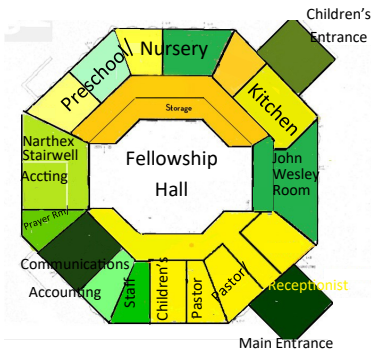 Children's
Entrance
Nursery
Preschool/
Kitchen
Storage
Narthex
Stairwell
Accting
Fellowship
Hall
John
Wesley
Room
Prayer Rm/
Communications
Accounting
Staff
Children's
Pastor
Pastor/
Receptionist
Main Entrance